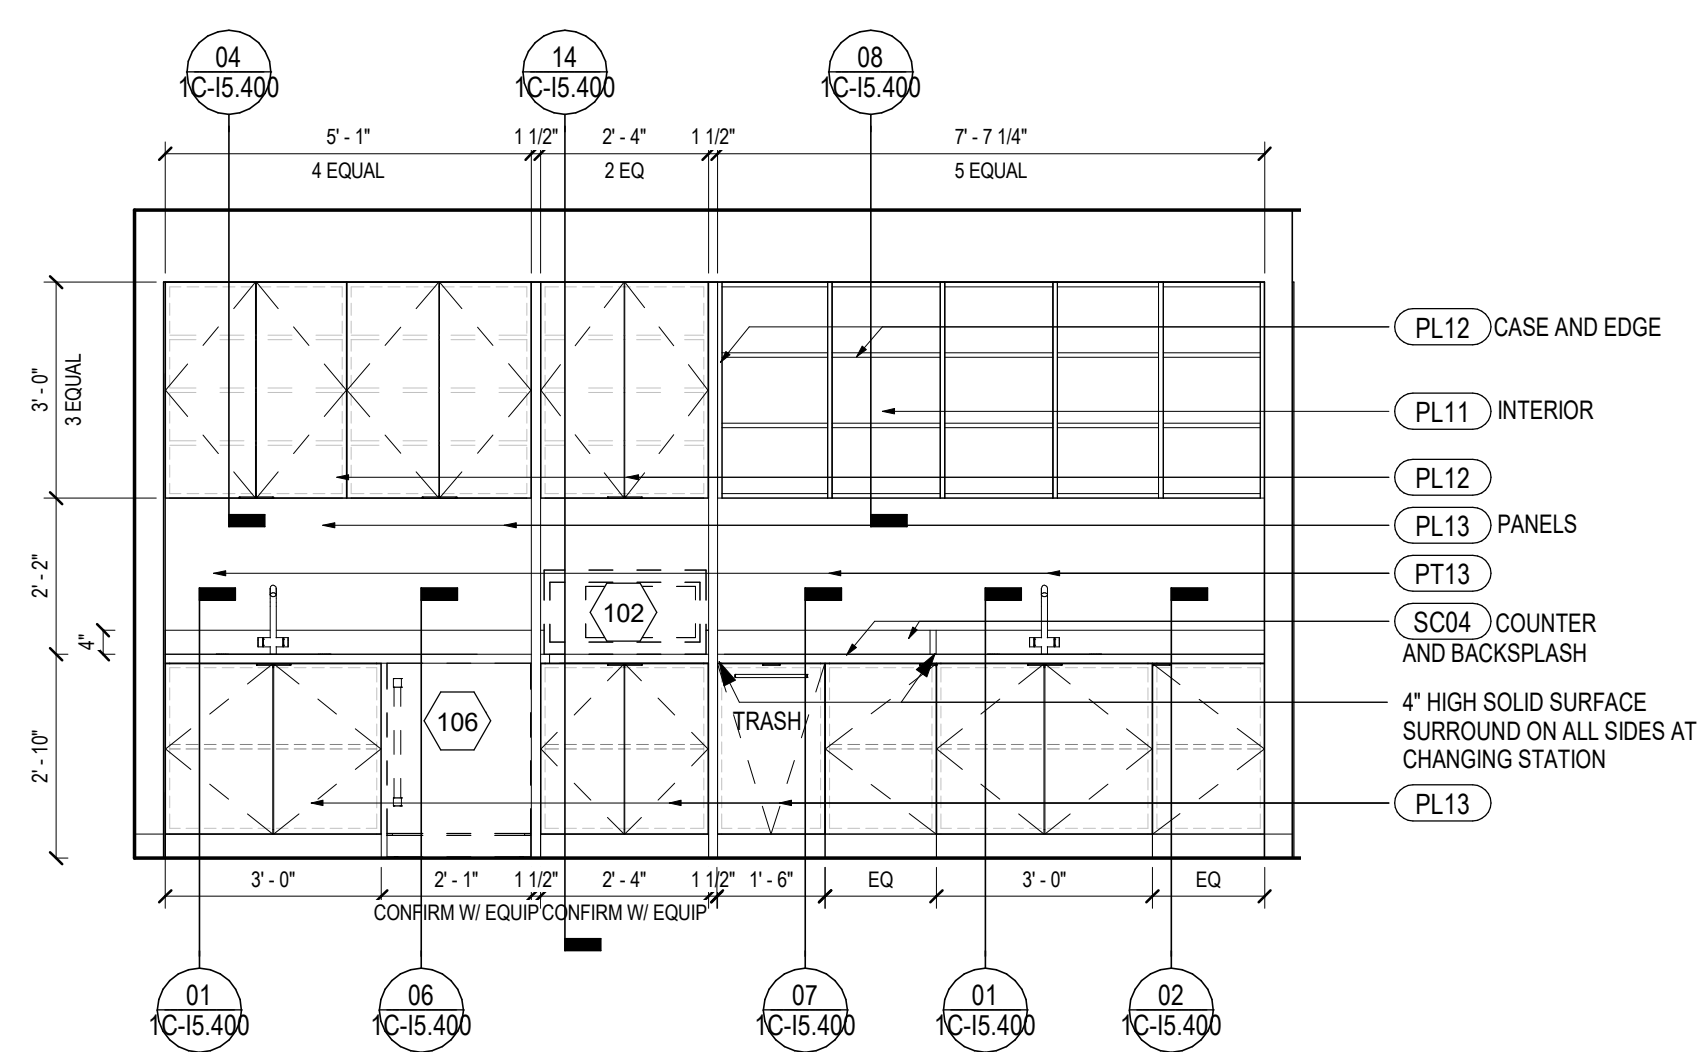 04
1C-I5.400
14
1C-I5.400
08
1C-I5.400
5' - 1"
1 1/2"
2' - 4"
1 1/2"
7' - 7 1/4"
4 EQUAL
2 EQ
5 EQUAL
3' - 0"
3 EQUAL
2' - 2"
4"
2' - 10"
PL12 CASE AND EDGE
PL11 INTERIOR
PL12
PL13 PANELS
PT13
SC04 COUNTER
AND BACKSPLASH
4" HIGH SOLID SURFACE
SURROUND ON ALL SIDES AT
CHANGING STATION
PL13
102
106
TRASH
3' - 0"
2' - 1"
1 1/2"
2' - 4"
1 1/2"
1' - 6"
EQ
3' - 0"
EQ
CONFIRM W/ EQUIP
CONFIRM W/ EQUIP
01
1C-I5.400
06
1C-I5.400
07
1C-I5.400
01
1C-I5.400
02
1C-I5.400